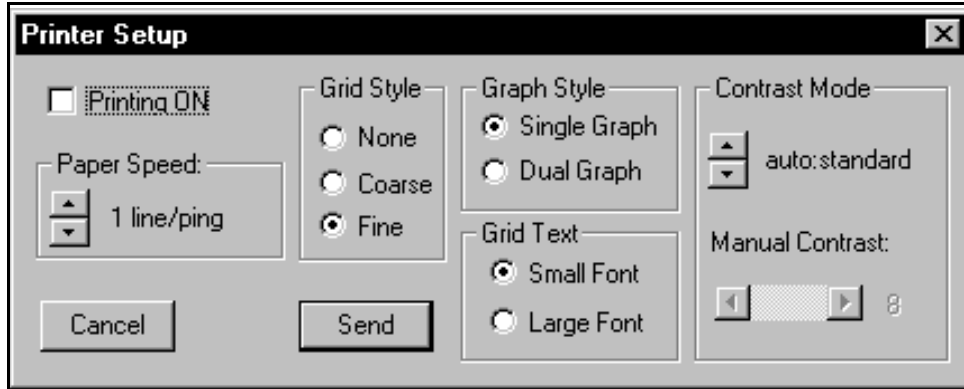 Printer Setup
Printing ON
Paper Speed:
1 line/ping
Cancel
Grid Style
None
Coarse
Fine
Send
Graph Style
Single Graph
Dual Graph
Grid Text
Small Font
Large Font
Contrast Mode
auto:standard
Manual Contrast:
8